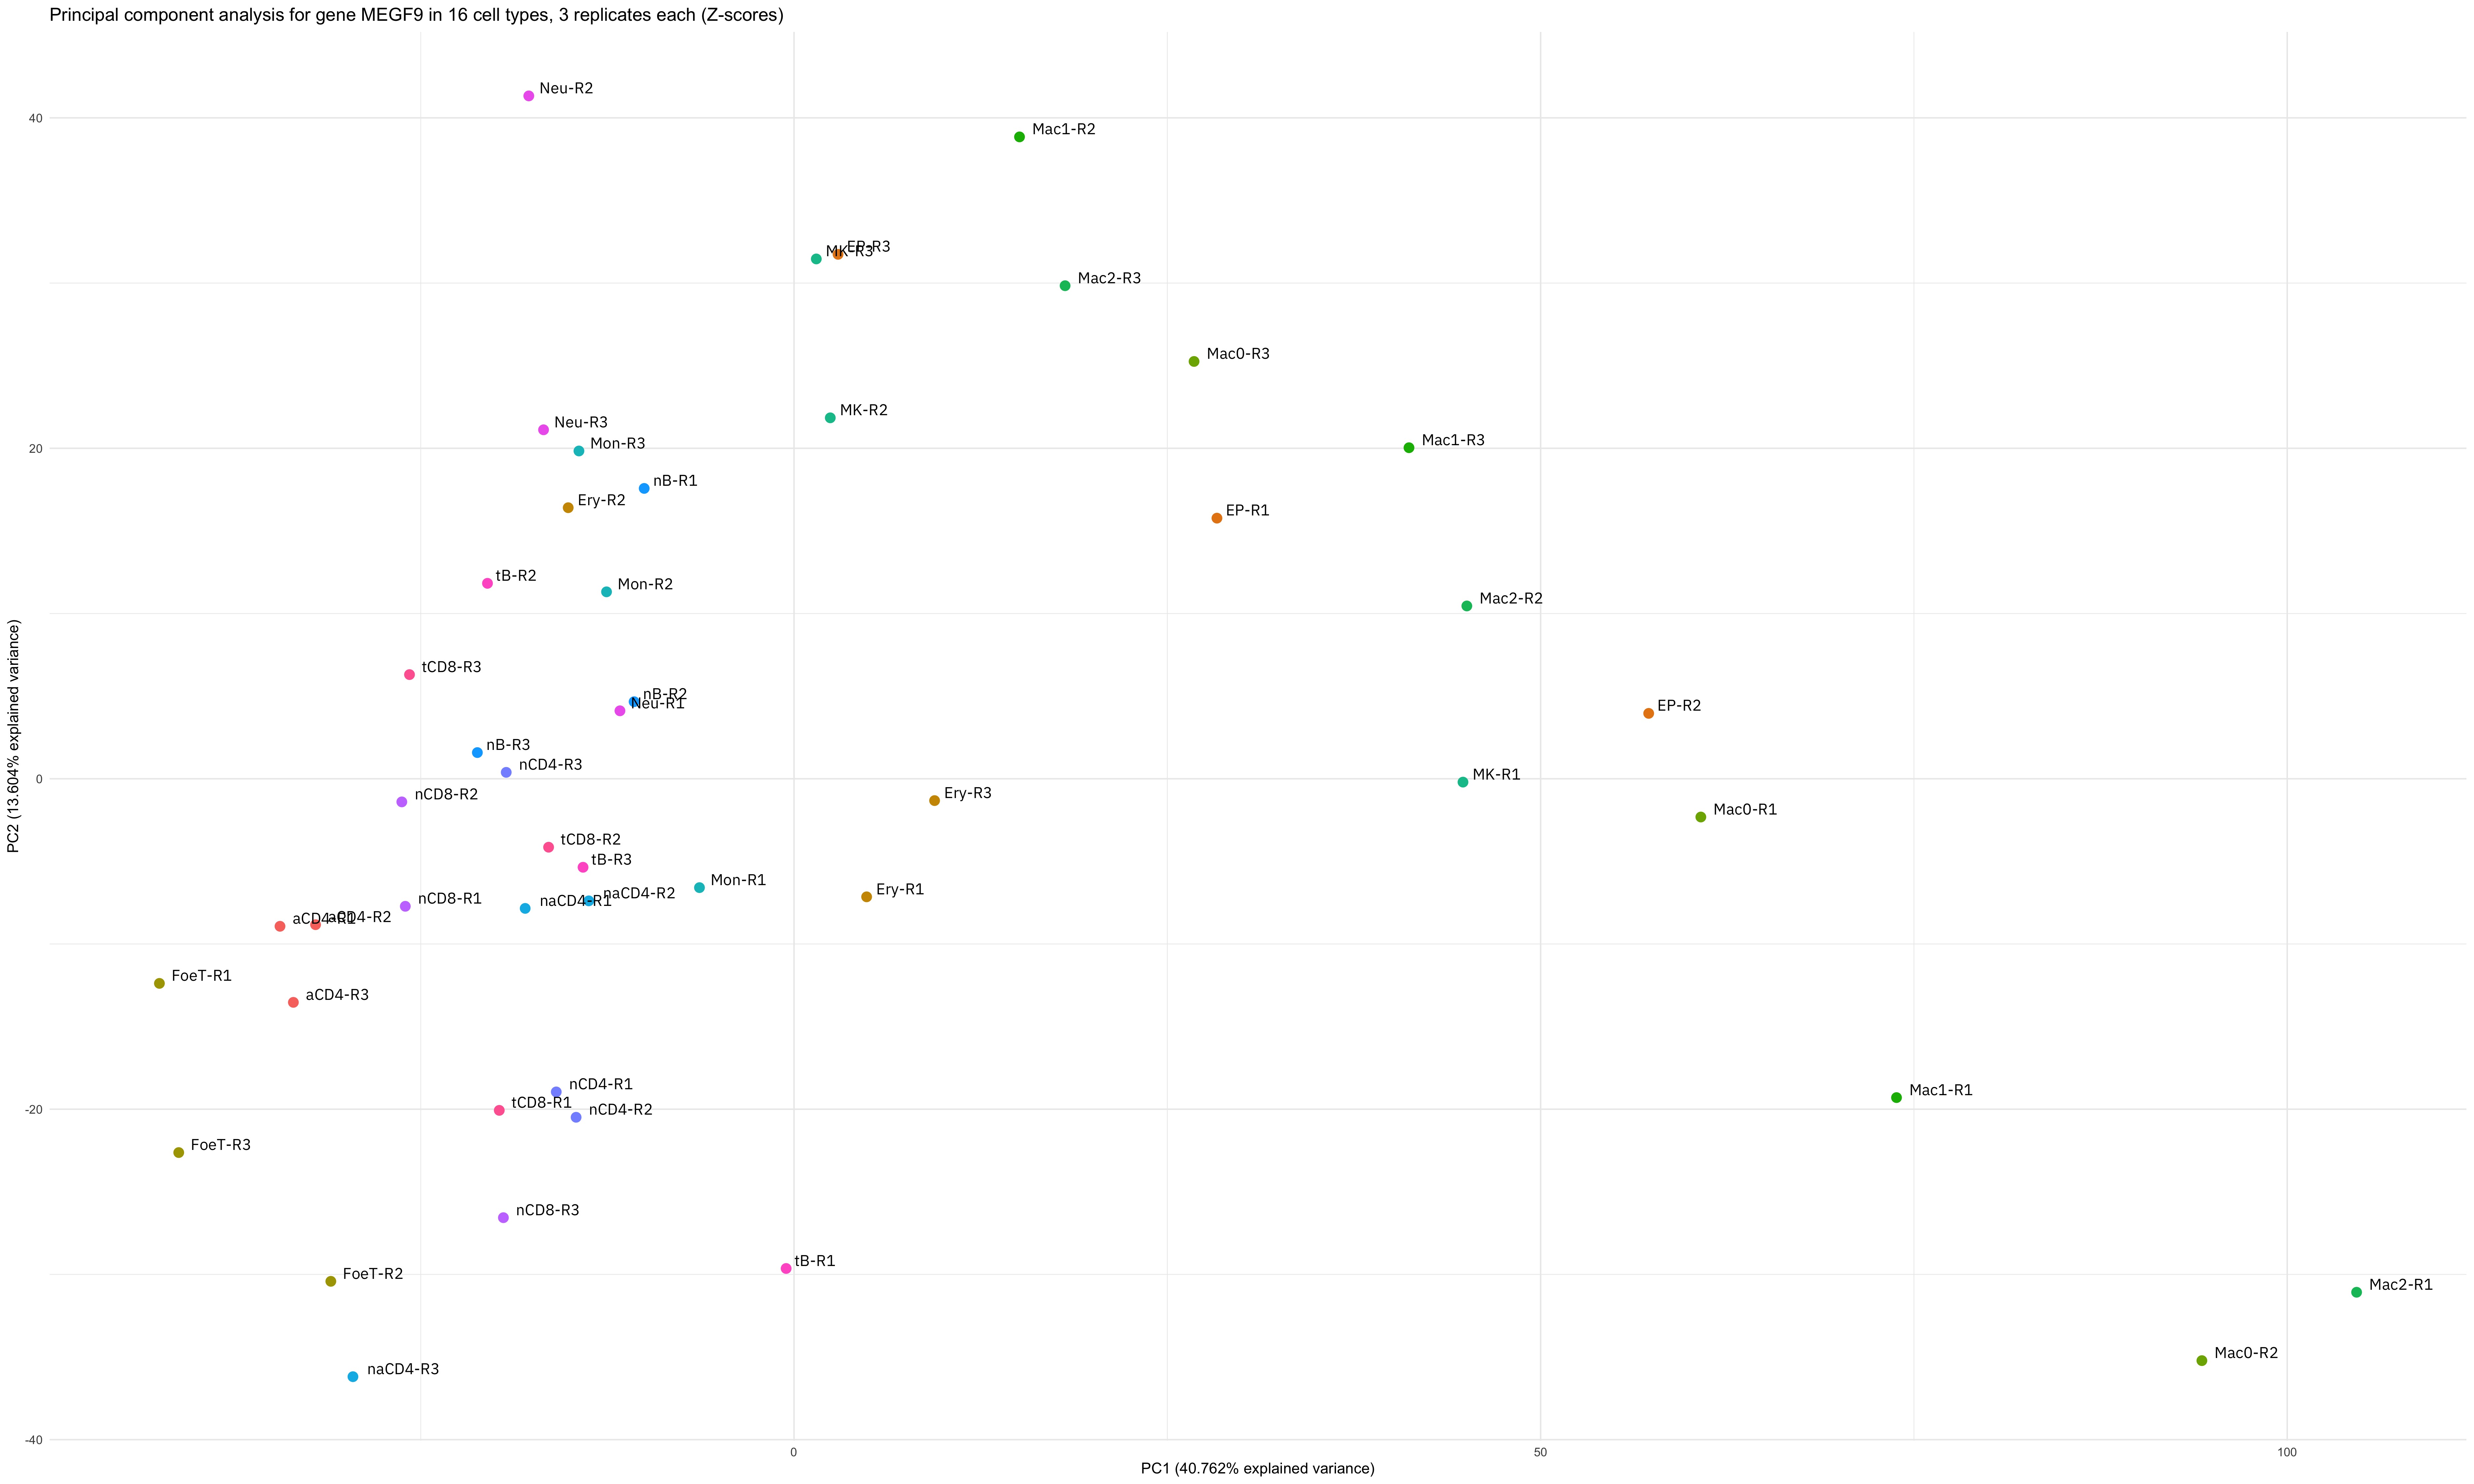 Principal component analysis for gene MEGF9 in 16 cell types, 3 replicates each (Z-scores)
Neu-R2
40
Mac1-R2
EP-R3
MK-R3
Mac2-R3
Mac0-R3
MK-R2
Neu-R3
Mon-R3
Mac1-R3
20
nB-R1
Ery-R2
EP-R1
tB-R2
Mon-R2
Mac2-R2
tCD8-R3
nB-R2
Neu-R1
EP-R2
nB-R3
nCD4-R3
0
MK-R1
nCD8-R2
Ery-R3
Mac0-R1
PC2 (13.604% explained variance)
tCD8-R2
tB-R3
Mon-R1
Ery-R1
naCD4-R2
nCD8-R1
naCD4-R1
aCD4-R1
aCD4-R2
FoeT-R1
aCD4-R3
nCD4-R1
Mac1-R1
tCD8-R1
nCD4-R2
-20
FoeT-R3
nCD8-R3
tB-R1
FoeT-R2
Mac2-R1
Mac0-R2
naCD4-R3
-40
0
50
100
PC1 (40.762% explained variance)